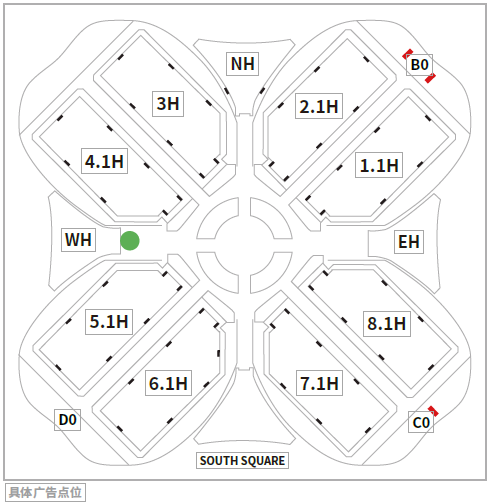 NH
B0
3H
2.1H
4.1H
1.1H
WH
EH
5.1H
8.1H
6.1H
7.1H
D0
C0
SOUTH SQUARE
具体广告点位